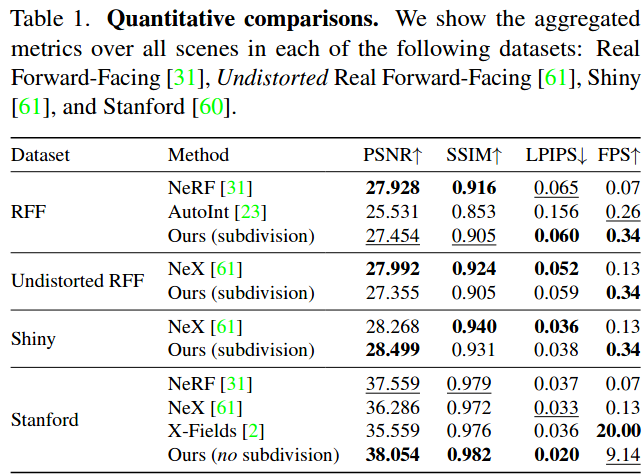 Table 1. Quantitative comparisons. We show the aggregated
metrics over all scenes in each of the following datasets: Real
Forward-Facing [31], Undistorted Real Forward-Facing [61], Shiny
[61], and Stanford [60].
Dataset Method PSNR↑ SSIM↑ LPIPS↓ FPS↑
NeRF [31] 27.928 0.916 0.065 0.07
RFF AutoInt [23] 25.531 0.853 0.156 0.26
Ours (subdivision) 27.454 0.905 0.060 0.34
Undistorted RFF NeX [61] 27.992 0.924 0.052 0.13
Ours (subdivision) 27.355 0.905 0.059 0.34
Shiny NeX [61] 28.268 0.940 0.036 0.13
Ours (subdivision) 28.499 0.931 0.038 0.34
NeRF [31] 37.559 0.979 0.037 0.07
Stanford NeX [61] 36.286 0.972 0.033 0.13
X-Fields [2] 35.559 0.976 0.036 20.00
Ours (no subdivision) 38.054 0.982 0.020 9.14